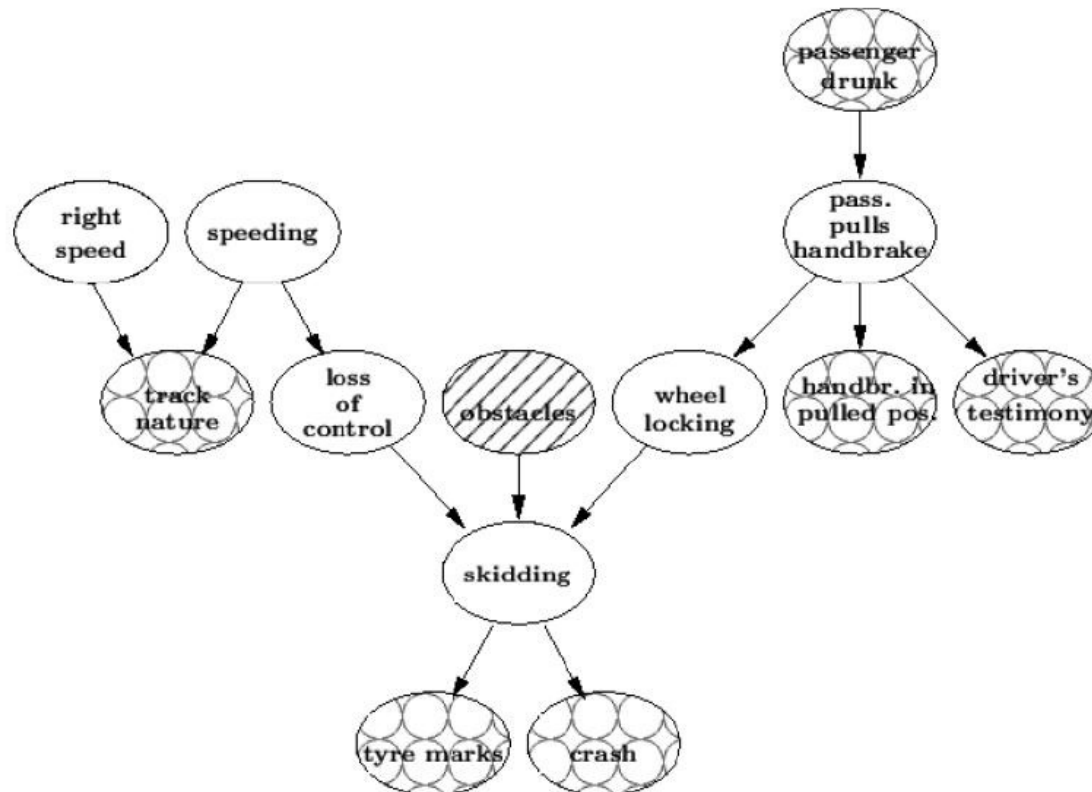 passenger
drunk
right
speed
speeding
pass.
pulls
handbrake
track
nature
loss
of
control
obstacles
wheel
locking
handbr. in
pulled pos.
driver's
testimony
skidding
tyre marks
crash